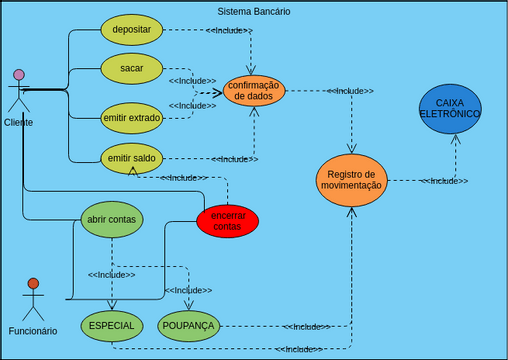 Sistema Bancário
depositar
<<Include>>
sacar
<<Include>>
confirmação
de dados
<<Include>>
CAIXA
ELETRÔNICO
<<Include>>
Cliente
emitir extrado
emitir saldo
<<Include>>
<<Include>>
Registro de
movimentação
<<Include>>
abrir contas
encerrar
contas
<<Include>>
<<Include>>
Funcionário
ESPECIAL
POUPANÇA
<<Include>>
<<Include>>